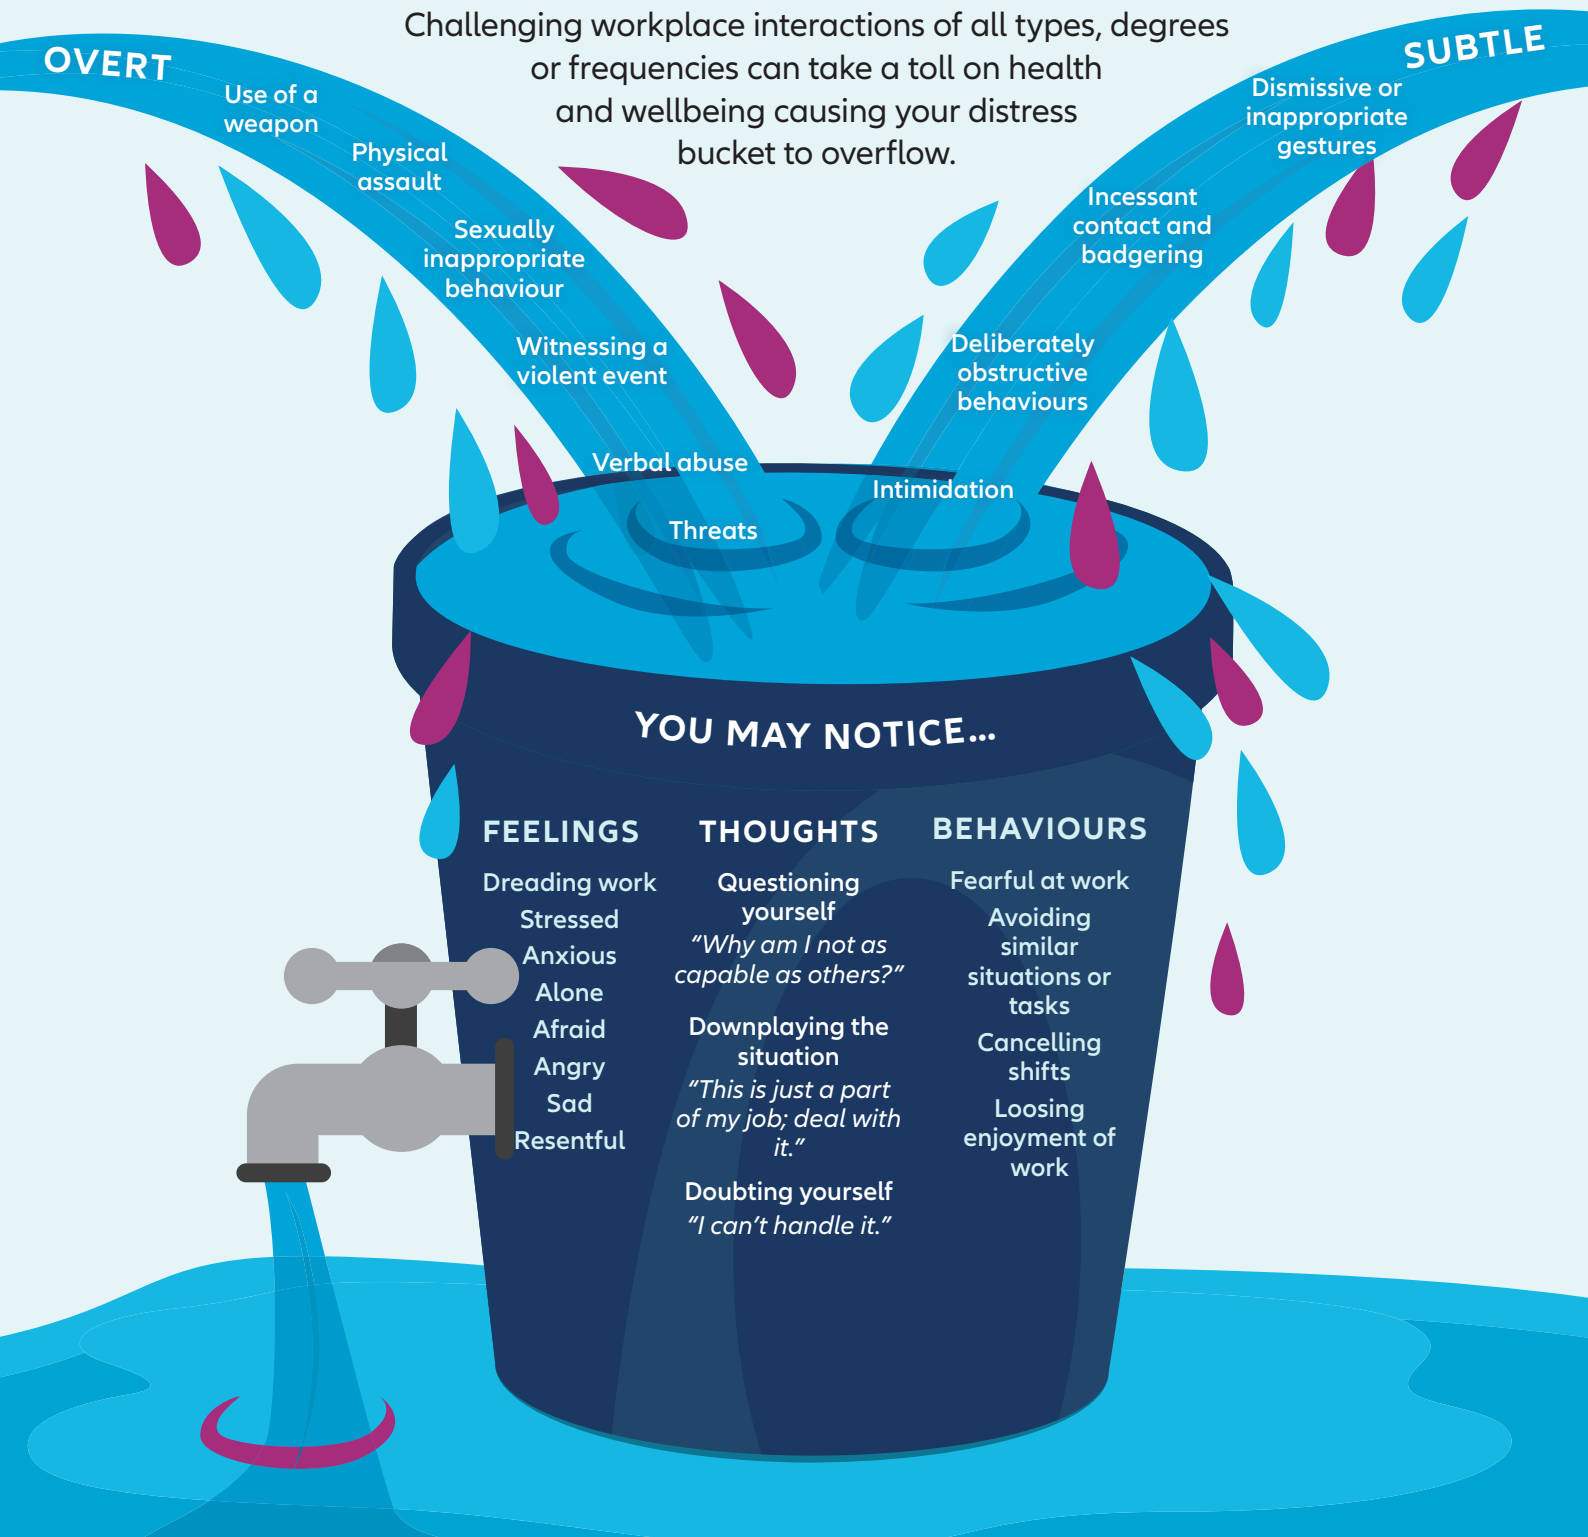 Challenging workplace interactions of all types, degrees
or frequencies can take a toll on health
and wellbeing causing your distress
bucket to overflow.
OVERT
Use of a
weapon
Physical
assault
Sexually
inappropriate
behaviour
Witnessing a
violent event
Verbal abuse
Threats
SUBTLE
Dismissive or
inappropriate
gestures
Incessant
contact and
badgering
Deliberately
obstructive
behaviours
Intimidation
YOU MAY NOTICE...
FEELINGS
Dreading work
Stressed
Anxious
Alone
Afraid
Angry
Sad
Resentful
THOUGHTS
Questioning
yourself
“Why am I not as
capable as others?”
Downplaying the
situation
“This is just a part
of my job; deal with
it.”
Doubting yourself
“I can’t handle it.”
BEHAVIOURS
Fearful at work
Avoiding
similar
situations or
tasks
Cancelling
shifts
Loosing
enjoyment of
work